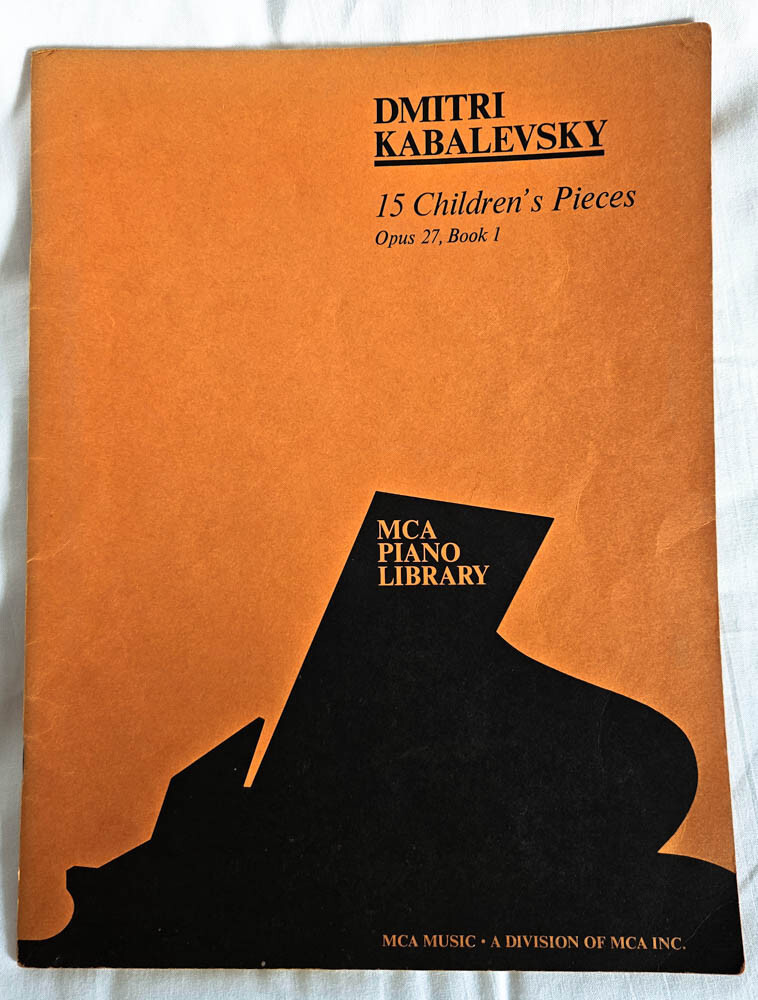 DMITRI
KABALEVSKY
15 Children's Pieces
Opus 27, Book 1
MCA
PIANO
LIBRARY
MCA MUSIC • A DIVISION OF MCA INC.